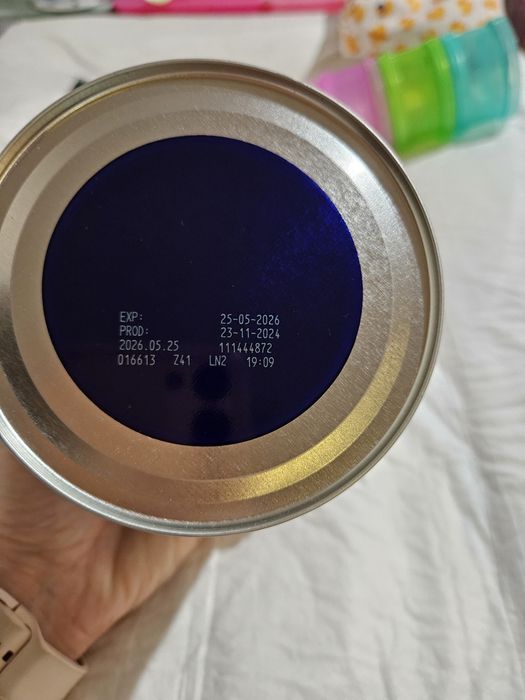 EXP: 25-05-2026
PROD: 23-11-2024
2026.05.25 111444872
016613 Z41 LN2 19:09